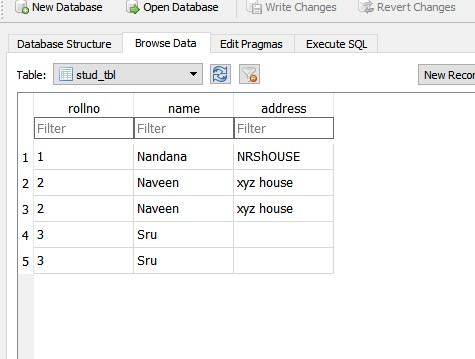 New Database Open Database Write Changes Revert Changes
Database Structure Browse Data Edit Pragmas Execute SQL
Table: stud_tbl New Recor
rollno name address
Filter Filter Filter
1 1 Nandana NRShOUSE
2 2 Naveen xyz house
3 2 Naveen xyz house
4 3 Sru
5 3 Sru